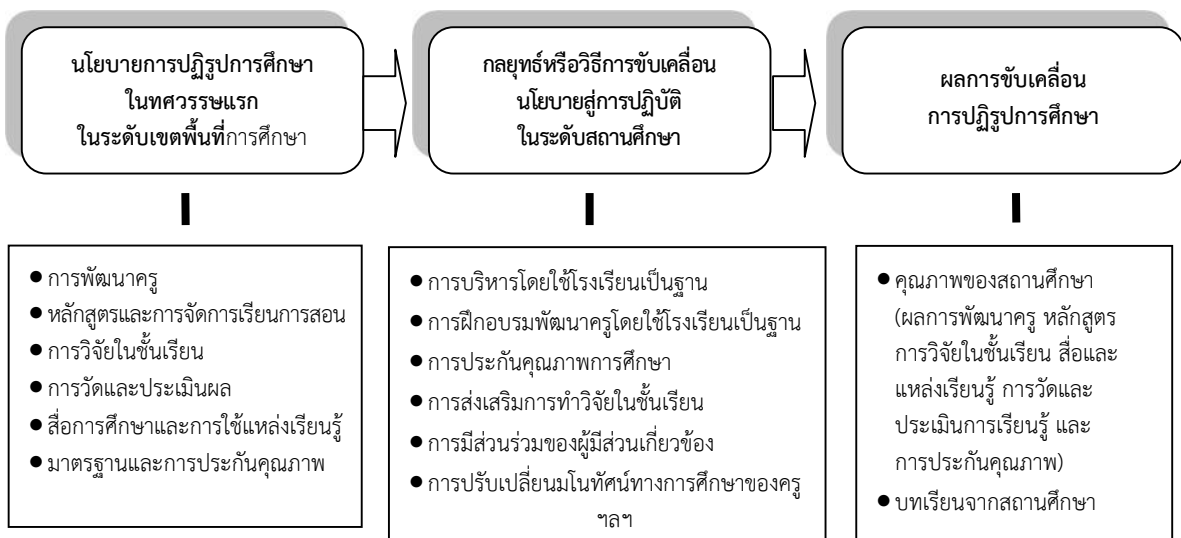 นโยบายการปฏิรูปการศึกษา
ในทศวรรษแรก
ในระดับเขตพื้นที่การศึกษา
กลยุทธ์หรือวิธีการขับเคลื่อน
นโยบายสู่การปฏิบัติ
ในระดับสถานศึกษา
ผลการขับเคลื่อน
การปฏิรูปการศึกษา
● การพัฒนาครู
● หลักสูตรและการจัดการเรียนการสอน
● การวิจัยในชั้นเรียน
● การวัดและประเมินผล
● สื่อการศึกษาและการใช้แหล่งเรียนรู้
● มาตรฐานและการประกันคุณภาพ
● การบริหารโดยใช้โรงเรียนเป็นฐาน
● การฝึกอบรมพัฒนาครูโดยใช้โรงเรียนเป็นฐาน
● การประกันคุณภาพการศึกษา
● การส่งเสริมการทำวิจัยในชั้นเรียน
● การมีส่วนร่วมของผู้มีส่วนเกี่ยวข้อง
● การปรับเปลี่ยนมโนทัศน์ทางการศึกษาของครู
ฯลฯ
● คุณภาพของสถานศึกษา
(ผลการพัฒนาครู หลักสูตร
การวิจัยในชั้นเรียน สื่อและ
แหล่งเรียนรู้ การวัดและ
ประเมินการเรียนรู้ และ
การประกันคุณภาพ)
● บทเรียนจากสถานศึกษา